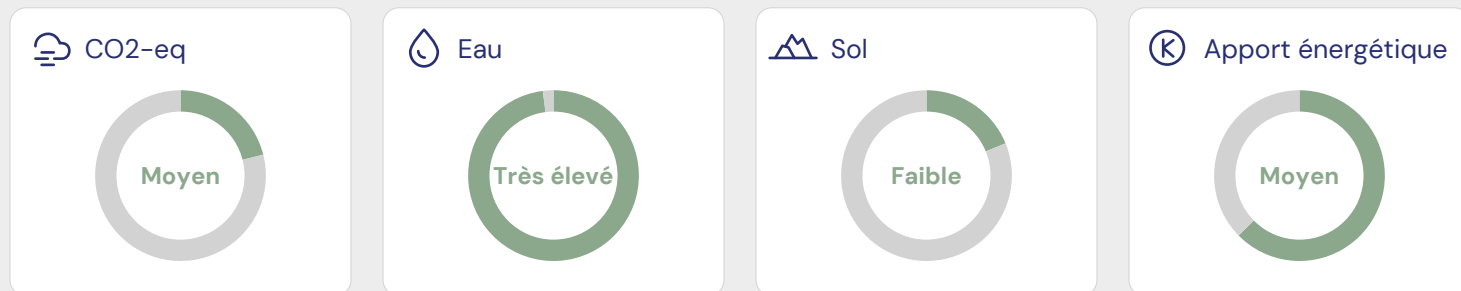 CO2-eq
Moyen
Eau
Très élevé
Sol
Faible
Apport énergétique
Moyen